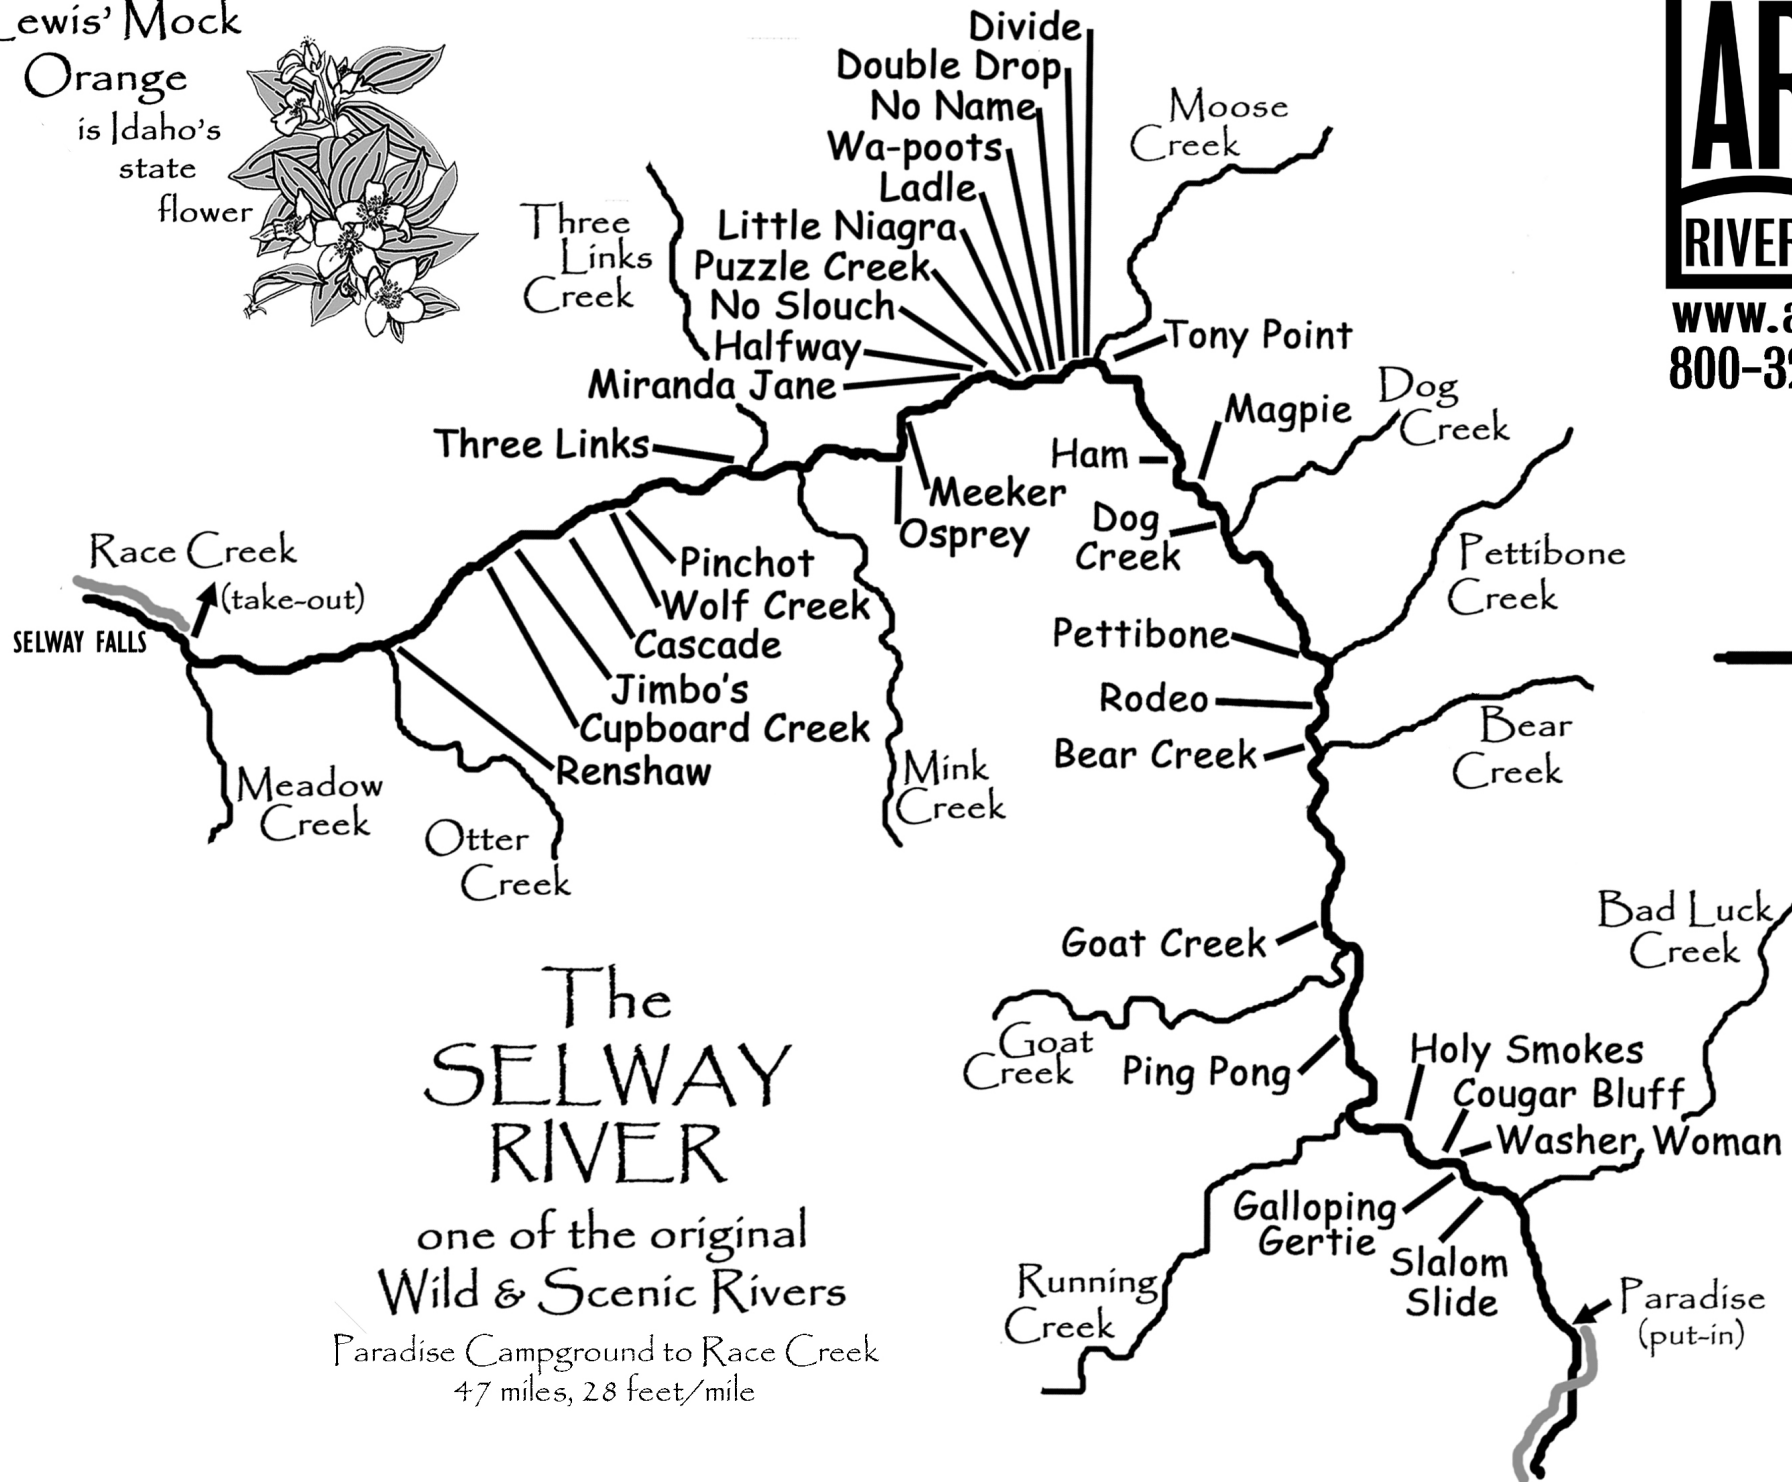 Lewis' Mock
Orange
is Idaho's
state
flower
Divide
Double Drop
No Name
Wa-poots
Ladle
Little Niagra
Puzzle Creek
No Slouch
Halfway
Miranda Jane
Three Links
Three
Links
Creek
Moose
Creek
Tony Point
Magpie
Dog
Creek
Ham
Dog
Creek
Meeker
Osprey
Pettibone
Creek
Pettibone
Rodeo
Bear Creek
Bear
Creek
Race Creek
(take-out)
SELWAY FALLS
Pinchot
Wolf Creek
Cascade
Jimbo's
Cupboard Creek
Renshaw
Meadow
Creek
Otter
Creek
Mink
Creek
Goat Creek
Goat
Creek
Ping Pong
Bad Luck
Creek
Holy Smokes
Cougar Bluff
Washer Woman
Galloping
Gertie
Slalom
Slide
Running
Creek
Paradise
(put-in)
The
SELWAY
RIVER
one of the original
Wild & Scenic Rivers
Paradise Campground to Race Creek
47 miles, 28 feet/mile
www.